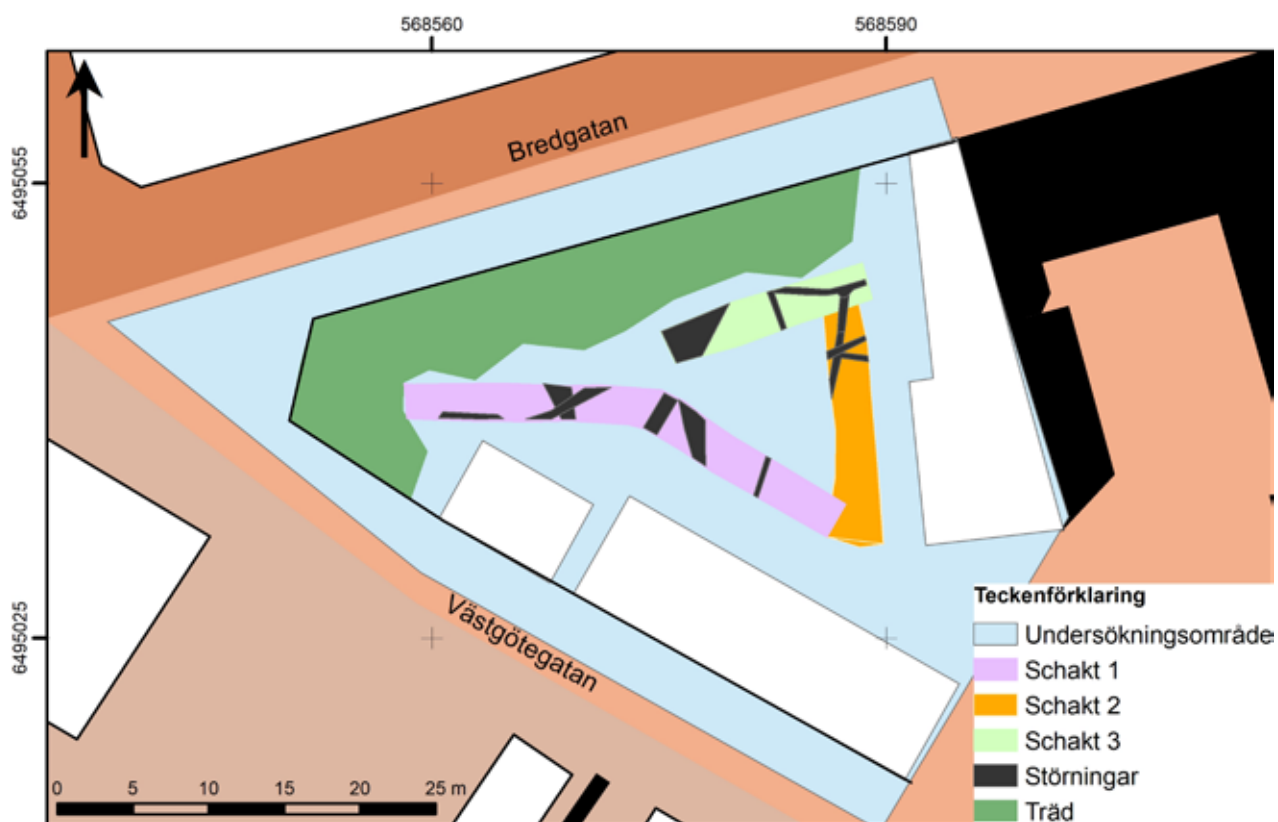 568560
568590
6495055
Bredgatan
6495025
Västgötegatan
Teckenförklaring
Undersökningsområde
Schakt 1
Schakt 2
Schakt 3
Störningar
Träd
0 5 10 15 20 25 m